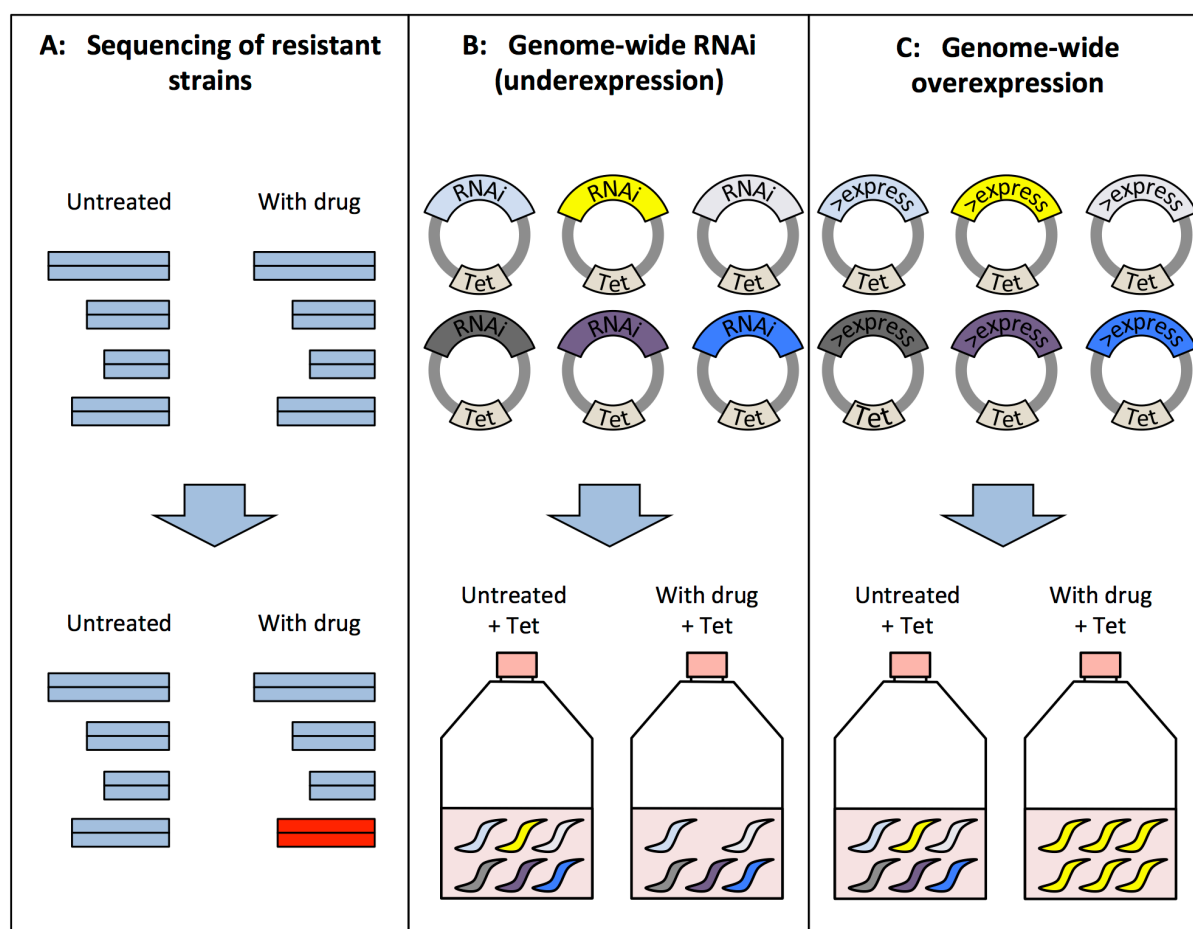 A: Sequencing of resistant
strains
Untreated
With drug
Untreated
With drug
B: Genome-wide RNAi
(underexpression)
RNAi
RNAi
RNAi
Tet
Tet
Tet
RNAi
RNAi
RNAi
Tet
Tet
Tet
Untreated
+ Tet
With drug
+ Tet
C: Genome-wide
overexpression
>express
>express
>express
Tet
Tet
Tet
>express
>express
>express
Tet
Tet
Tet
Untreated
+ Tet
With drug
+ Tet